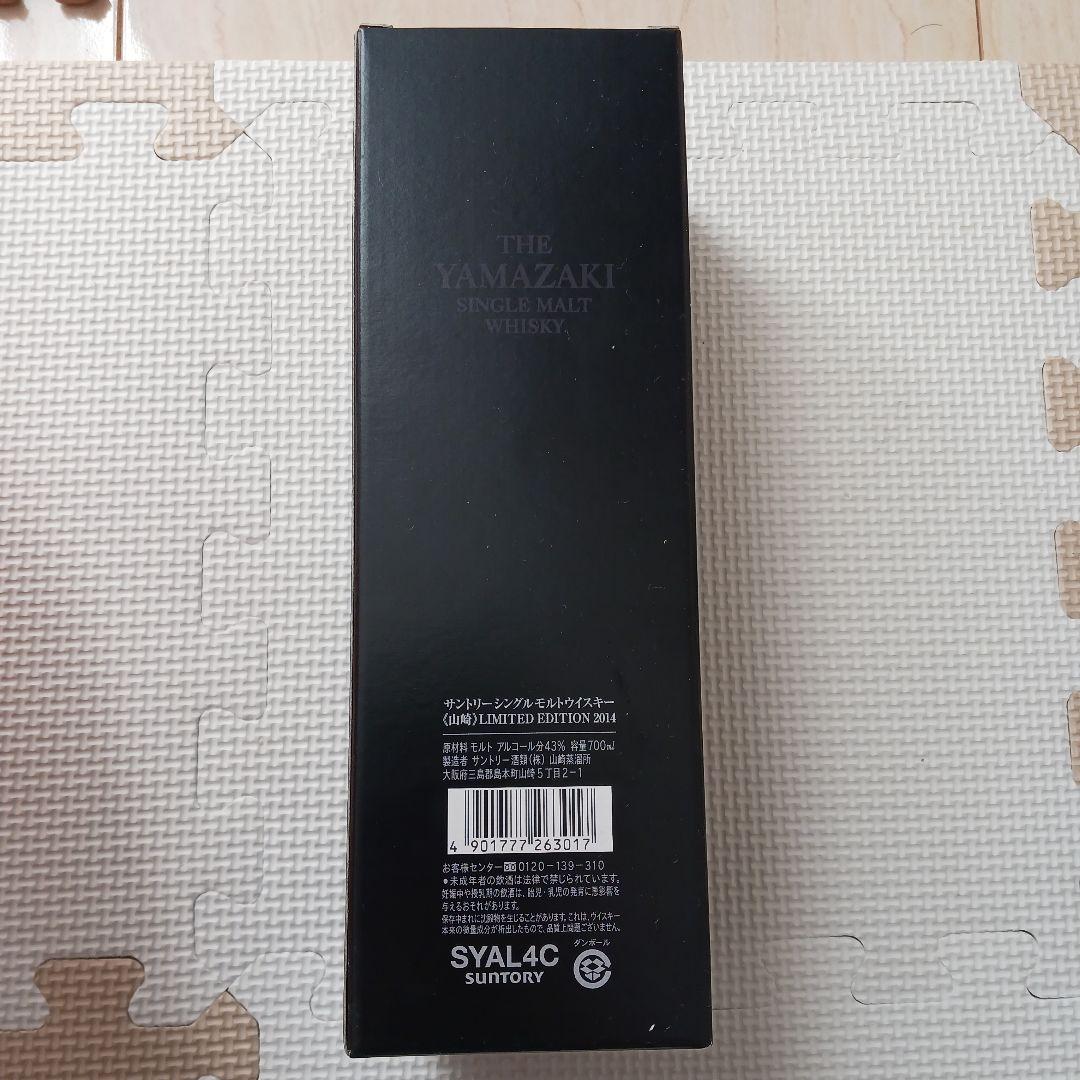 THE
YAMAZAKI
SINGLE MALT
WHISKY
サントリーシングルモルトウイスキー
《山崎》LIMITED EDITION 2014
原材料 モルト アルコール分43% 容量700㎖
製造者 サントリー酒類(株) 山崎蒸溜所
大阪府三島郡島本町山崎5丁目2-1
4 901777 263017
お客様センター 0120-139-310
●未成年者の飲酒は法律で禁じられています。
妊娠中や授乳期の飲酒は、胎児・乳児の発育に悪影響を
与えるおそれがあります。
保存中まれに沈殿物を生じることがあります。これは、ウイスキー
本来の微量成分が析出したもので、品質上問題ございません。
SYAL4C
SUNTORY
ダンボール